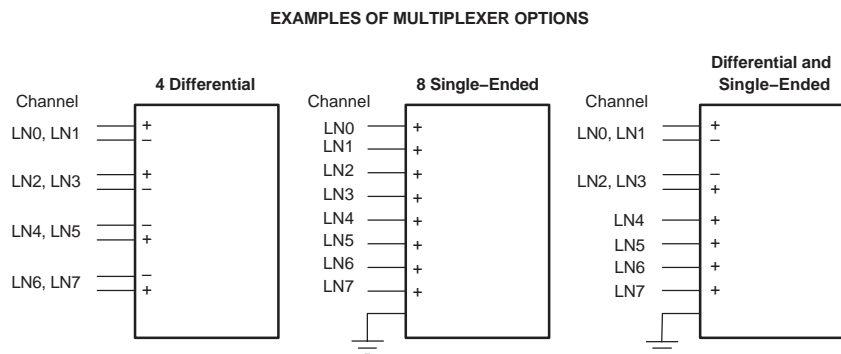 EXAMPLES OF MULTIPLEXER OPTIONS
4 Differential
Channel
LN0, LN1
+
–
LN2, LN3
+
–
LN4, LN5
–
+
LN6, LN7
–
+
8 Single–Ended
Channel
LN0
+
LN1
+
LN2
+
LN3
+
LN4
+
LN5
+
LN6
+
LN7
+
Differential and
Single–Ended
Channel
LN0, LN1
+
–
LN2, LN3
–
+
LN4
+
LN5
+
LN6
+
LN7
+